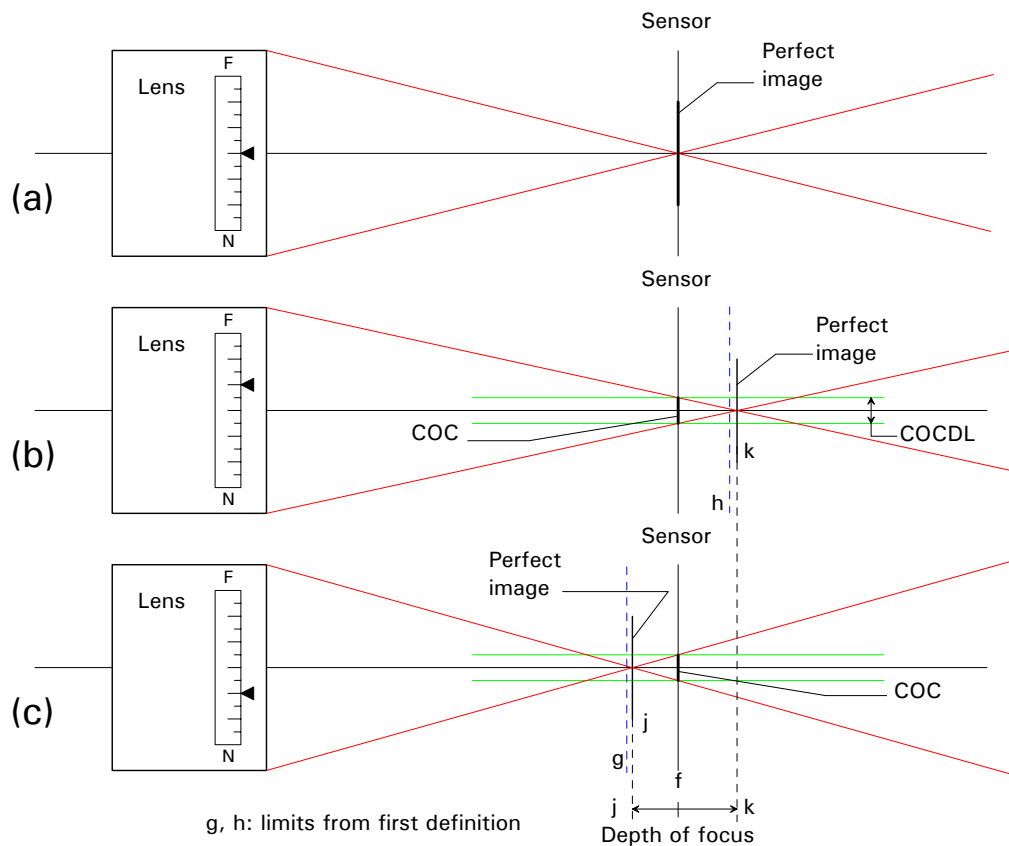 Sensor
Perfect
image
F
Lens
N
(a)
Sensor
Perfect
image
F
Lens
COC
COCDL
k
(b)
N
h
Sensor
Perfect
image
F
Lens
COC
(c)
j
N
g
f
j
k
g, h: limits from first definition
Depth of focus